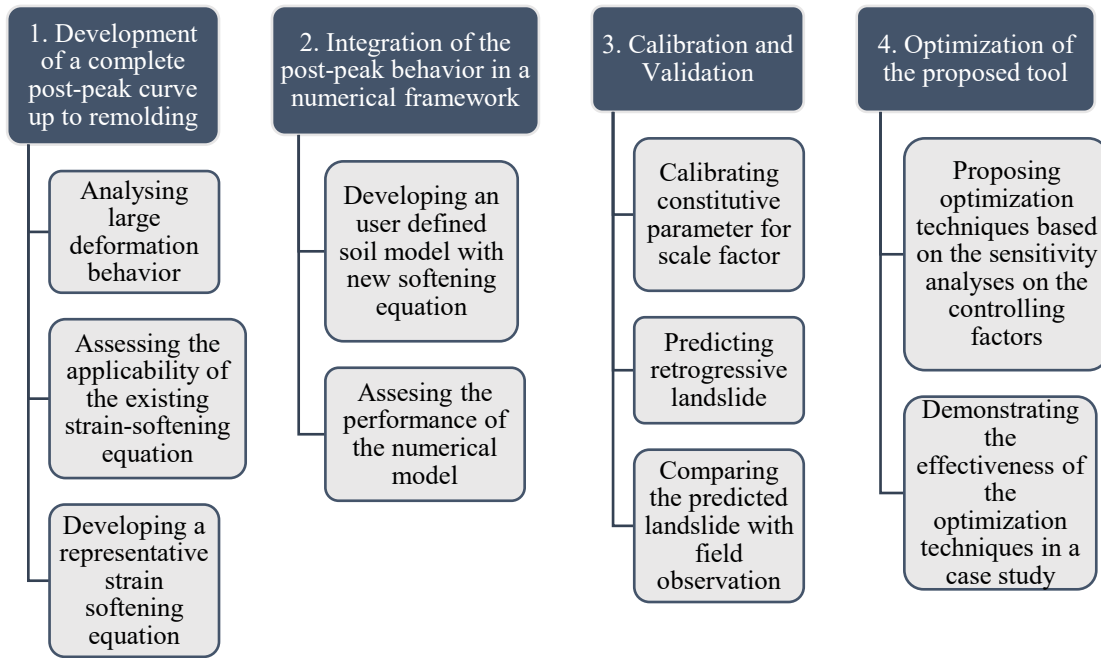 1. Development
of a complete
post-peak curve
up to remolding
Analysing
large
deformation
behavior
Assessing the
applicability of
the existing
strain-softening
equation
Developing a
representative
strain
softening
equation
2. Integration of the
post-peak behavior in a
numerical framework
Developing an
user defined
soil model with
new softening
equation
Assesing the
performance of
the numerical
model
3. Calibration and
Validation
Calibrating
constitutive
parameter for
scale factor
Predicting
retrogressive
landslide
Comparing
the predicted
landslide with
field
observation
4. Optimization of
the proposed tool
Proposing
optimization
techniques based
on the sensitivity
analyses on the
controlling
factors
Demonstrating
the
effectiveness of
the
optimization
techniques in a
case study